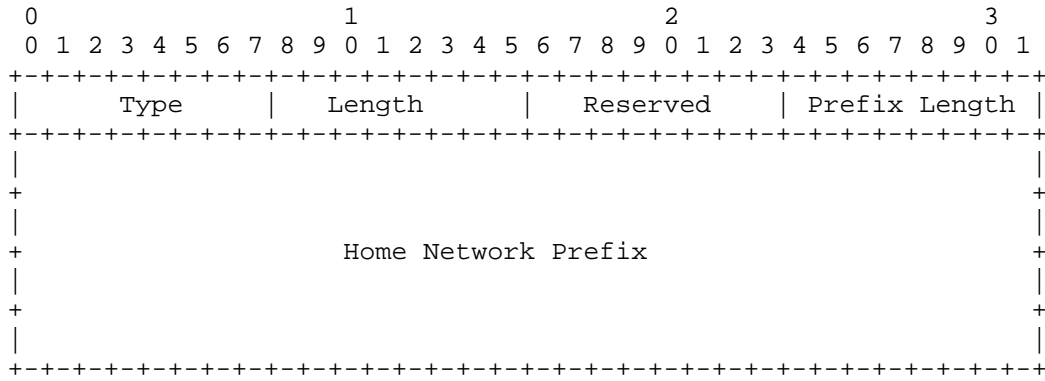 0                   1                   2                   3
 0 1 2 3 4 5 6 7 8 9 0 1 2 3 4 5 6 7 8 9 0 1 2 3 4 5 6 7 8 9 0 1
+-+-+-+-+-+-+-+-+-+-+-+-+-+-+-+-+-+-+-+-+-+-+-+-+-+-+-+-+-+-+-+-+
|      Type     |   Length      |   Reserved    | Prefix Length |
+-+-+-+-+-+-+-+-+-+-+-+-+-+-+-+-+-+-+-+-+-+-+-+-+-+-+-+-+-+-+-+-+
|                                                               |
+                                                               +
|                                                               |
+                    Home Network Prefix                        +
|                                                               |
+                                                               +
|                                                               |
+-+-+-+-+-+-+-+-+-+-+-+-+-+-+-+-+-+-+-+-+-+-+-+-+-+-+-+-+-+-+-+-+